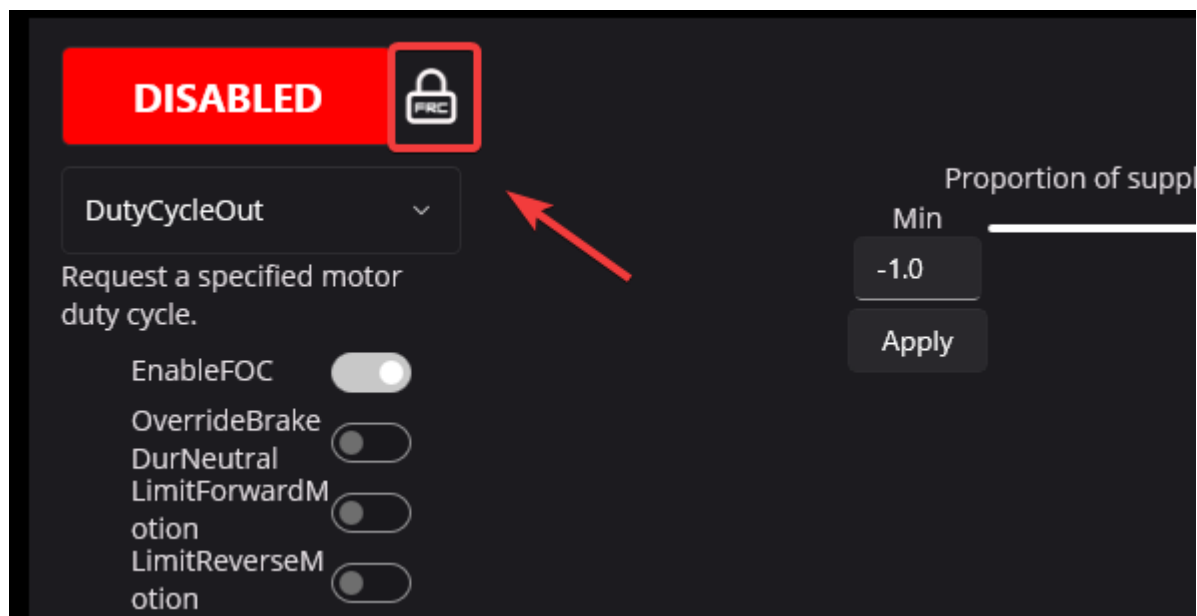 DISABLED
FRC
DutyCycleOut
Request a specified motor
duty cycle.
EnableFOC
OverrideBrake
DurNeutral
LimitForwardM
otion
LimitReverseM
otion
Proportion of suppl
Min
-1.0
Apply